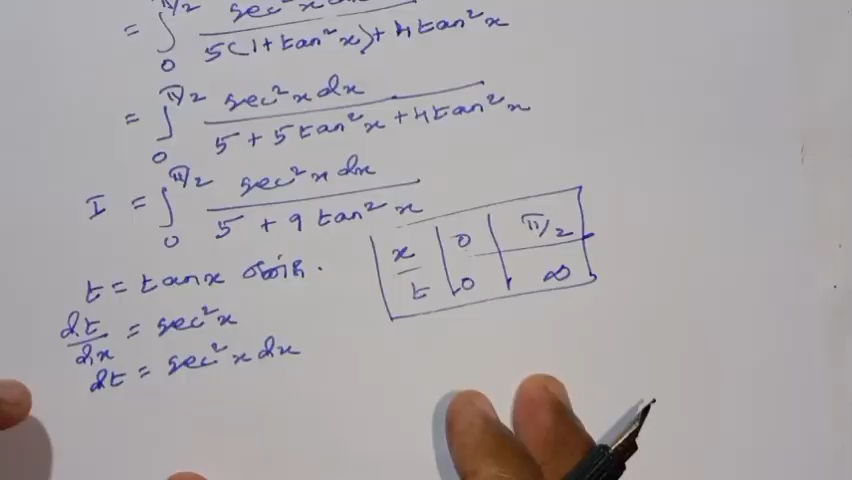 = ∫₀^(π/2) sec²x dx / 5(1+tan²x)+4tan²x
= ∫₀^(π/2) sec²x dx / 5+5tan²x+4tan²x
I = ∫₀^(π/2) sec²x dx / 5+9tan²x
x | 0 | π/2
t | 0 | ∞
t = tanx என்க.
dt/dx = sec²x
dt = sec²x dx